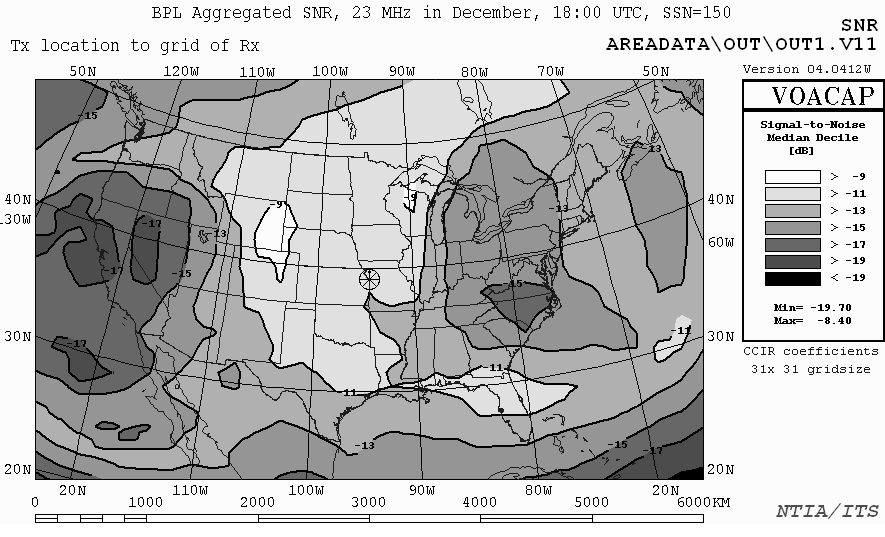 BPL Aggregated SNR, 23 MHz in December, 18:00 UTC, SSN=150
SNR
Tx location to grid of Rx
AREADATA\OUT\OUT1.V11
50N 120W 110W 100W 90W 80W 70W 50N
Version 04.0412W
VOACAP
Signal-to-Noise
Median Decile
[dB]
> -9
> -11
> -13
> -15
> -17
> -19
< -19
Min= -19.70
Max= -8.40
CCIR coefficients
31x 31 gridsize
-15
-13
40N
-9
-9
40N
130W
-17
-13
-13
60W
-17
-15
-15
30N
-17
-11
30N
-11
-11
-13
-15
-17
20N
20N
20N 110W 100W 90W 80W 20N
0 1000 2000 3000 4000 5000 6000KM
NTIA/ITS